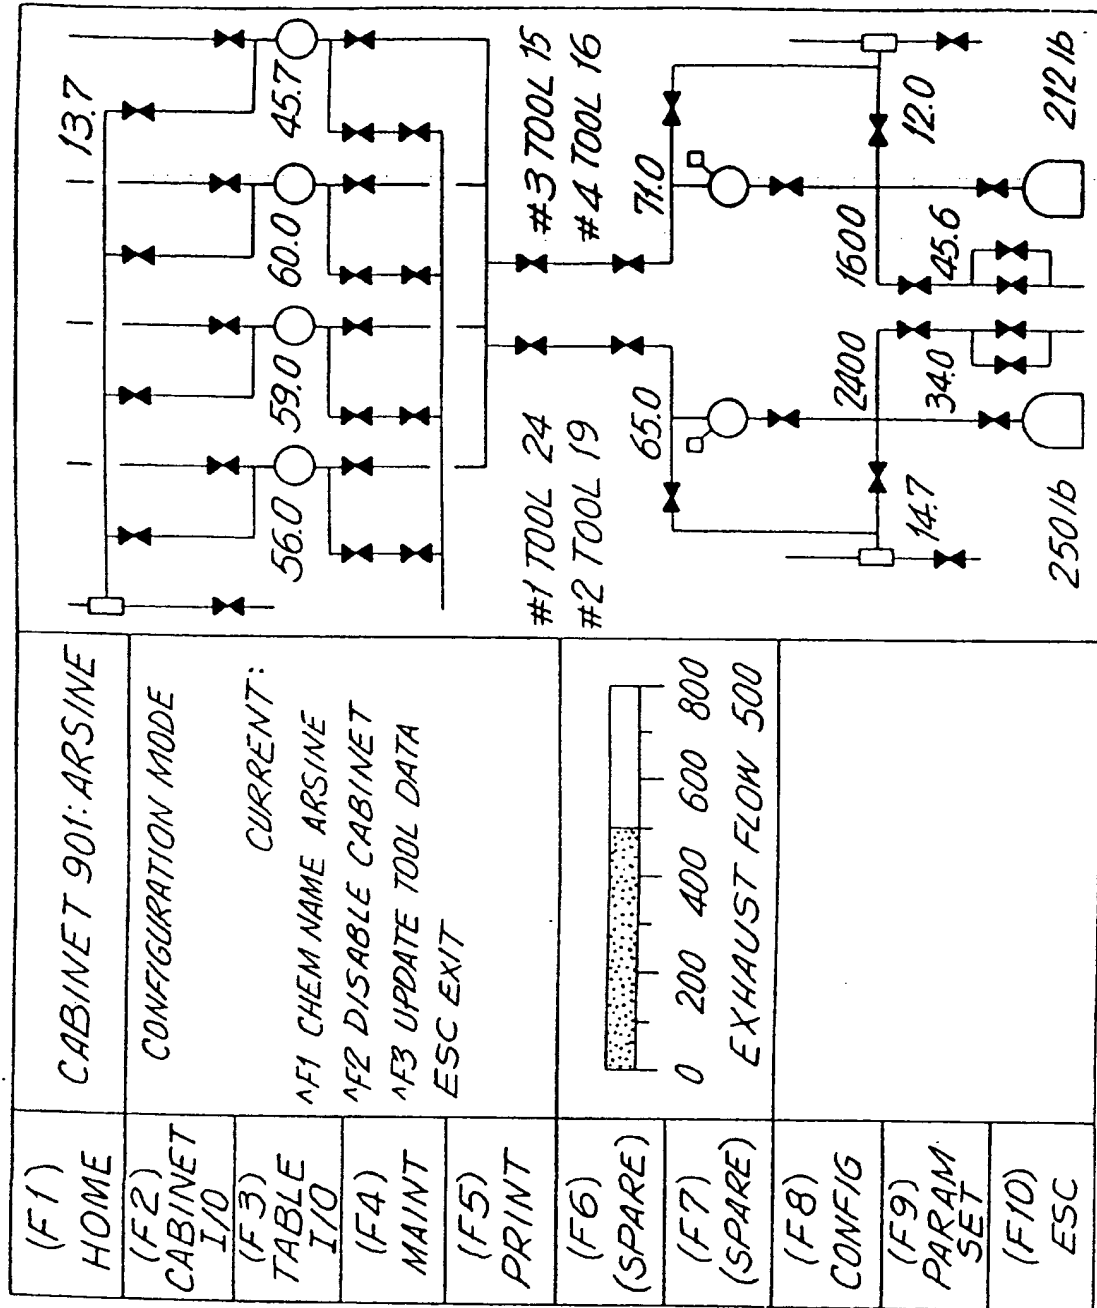 (F1)
HOME
(F2)
CABINET
I/O
(F3)
TABLE
I/O
(F4)
MAINT
(F5)
PRINT
(F6)
(SPARE)
(F7)
(SPARE)
(F8)
CONFIG
(F9)
PARAM
SET
(F10)
ESC
CABINET 901: ARSINE
CONFIGURATION MODE
CURRENT:
^F1 CHEM NAME ARSINE
^F2 DISABLE CABINET
^F3 UPDATE TOOL DATA
ESC EXIT
0 200 400 600 800
EXHAUST FLOW 500
13.7
56.0 59.0 60.0 45.7
#1 TOOL 24
#2 TOOL 19
#3 TOOL 15
#4 TOOL 16
65.0 71.0
2400 1600
14.7 34.0 45.6 12.0
250 lb 212 lb